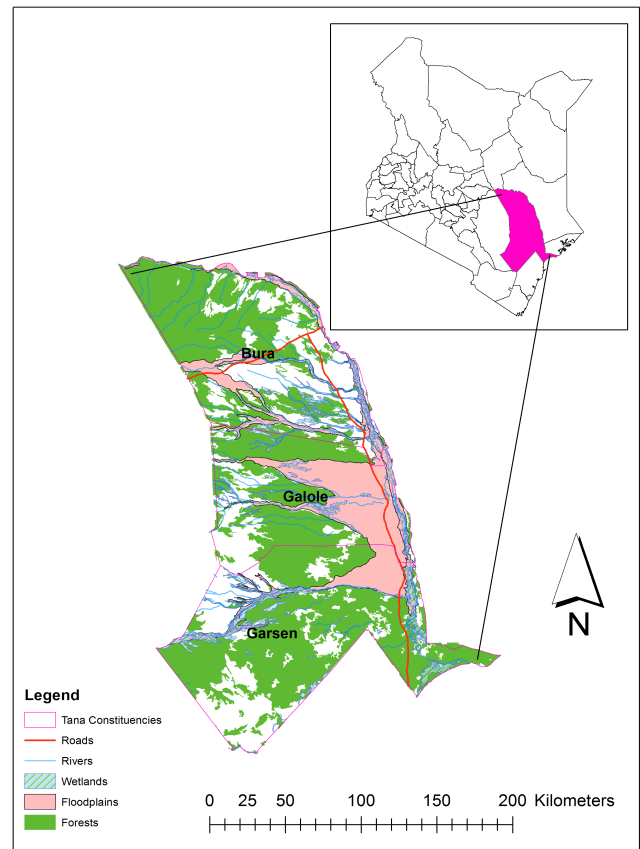 Bura
Galole
Garsen
N
Legend
Tana Constituencies
Roads
Rivers
Wetlands
Floodplains
Forests
0 25 50 100 150 200 Kilometers